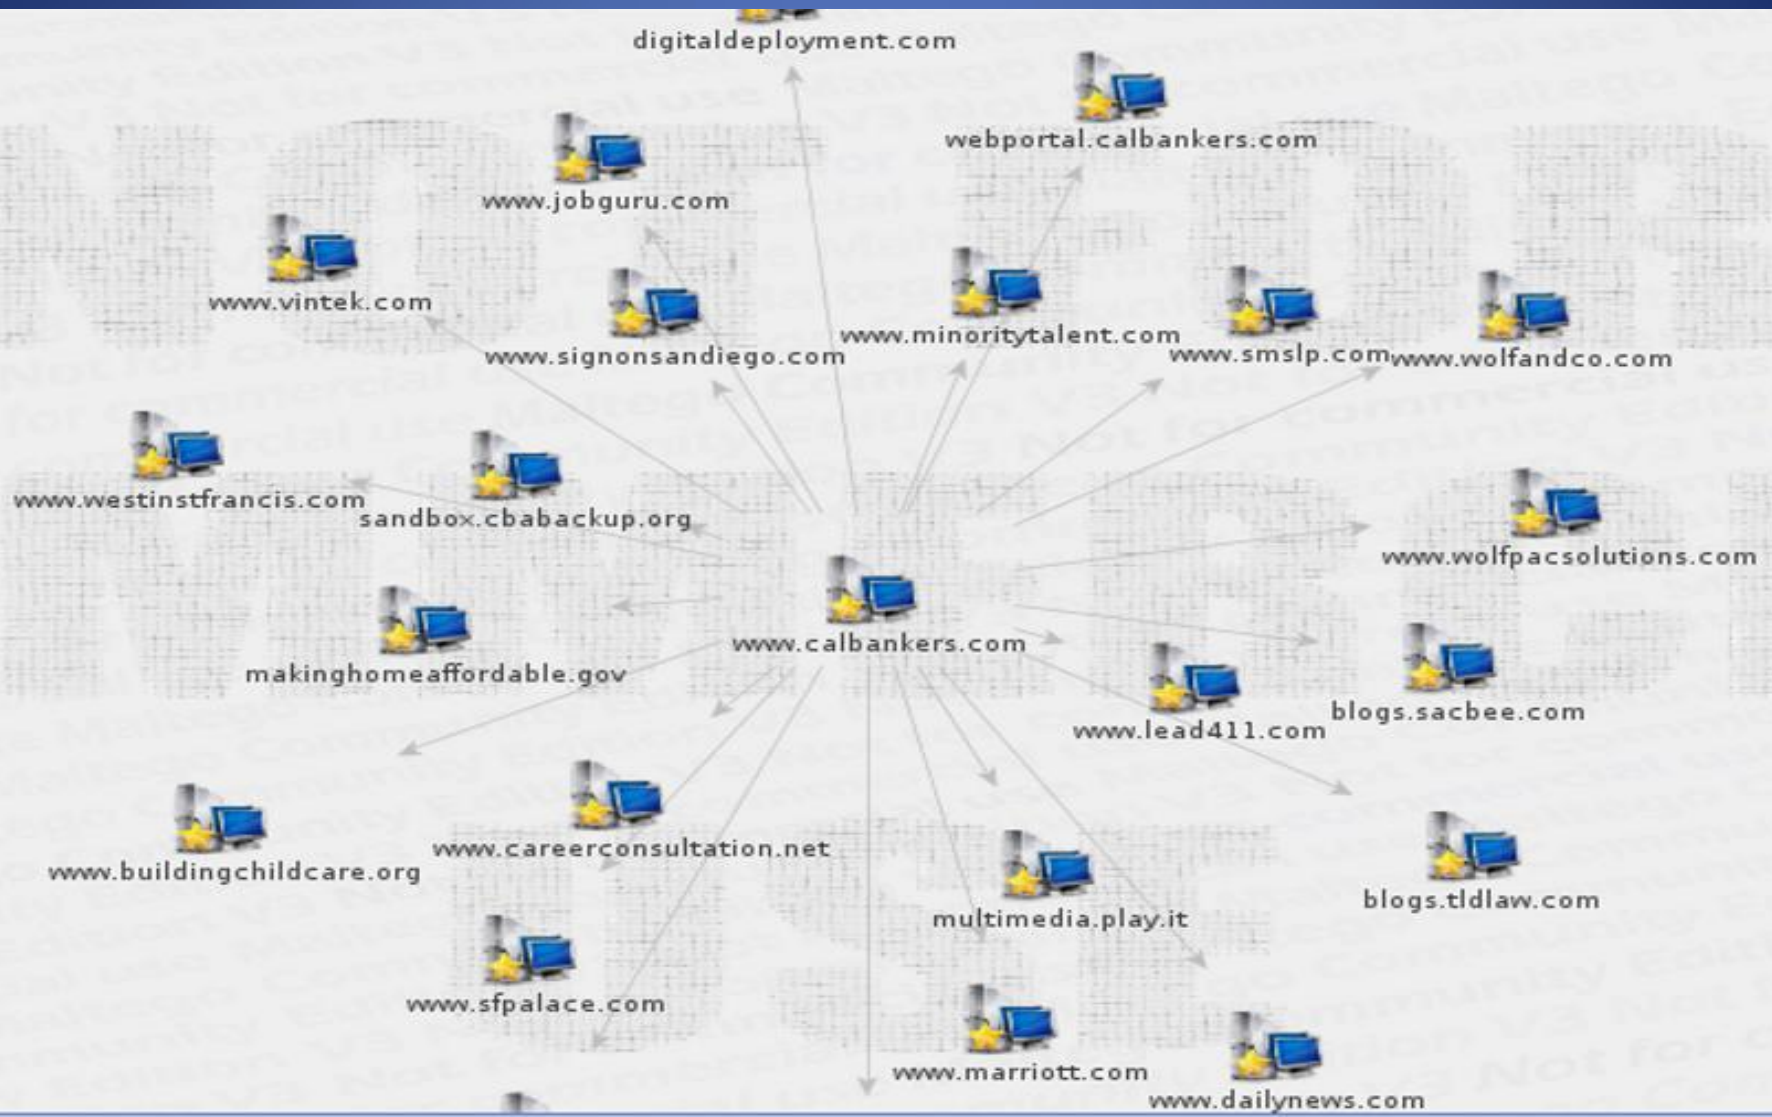 digitaldeployment.com
webportal.calbankers.com
www.jobguru.com
www.vintek.com
www.minoritytalent.com
www.signonsandiego.com
www.smslp.com
www.wolfandco.com
www.westinstfrancis.com
sandbox.cbabackup.org
www.wolfpacsolutions.com
www.calbankers.com
makinghomeaffordable.gov
blogs.sacbee.com
www.lead411.com
www.careerconsultation.net
www.buildingchildcare.org
blogs.tldlaw.com
multimedia.play.it
www.sfpalace.com
www.marriott.com
www.dailynews.com